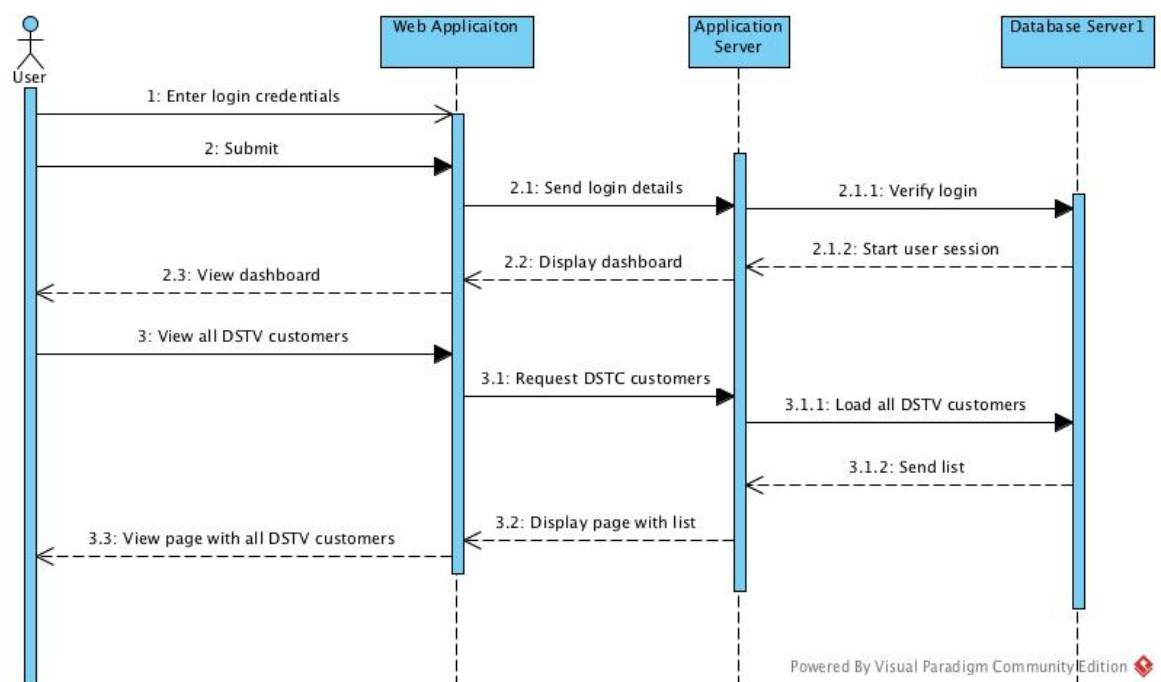 Web Applicaiton
Application
Server
Database Server1
User
1: Enter login credentials
2: Submit
2.1: Send login details
2.1.1: Verify login
2.1.2: Start user session
2.2: Display dashboard
2.3: View dashboard
3: View all DSTV customers
3.1: Request DSTC customers
3.1.1: Load all DSTV customers
3.1.2: Send list
3.2: Display page with list
3.3: View page with all DSTV customers
Powered By Visual Paradigm Community Edition